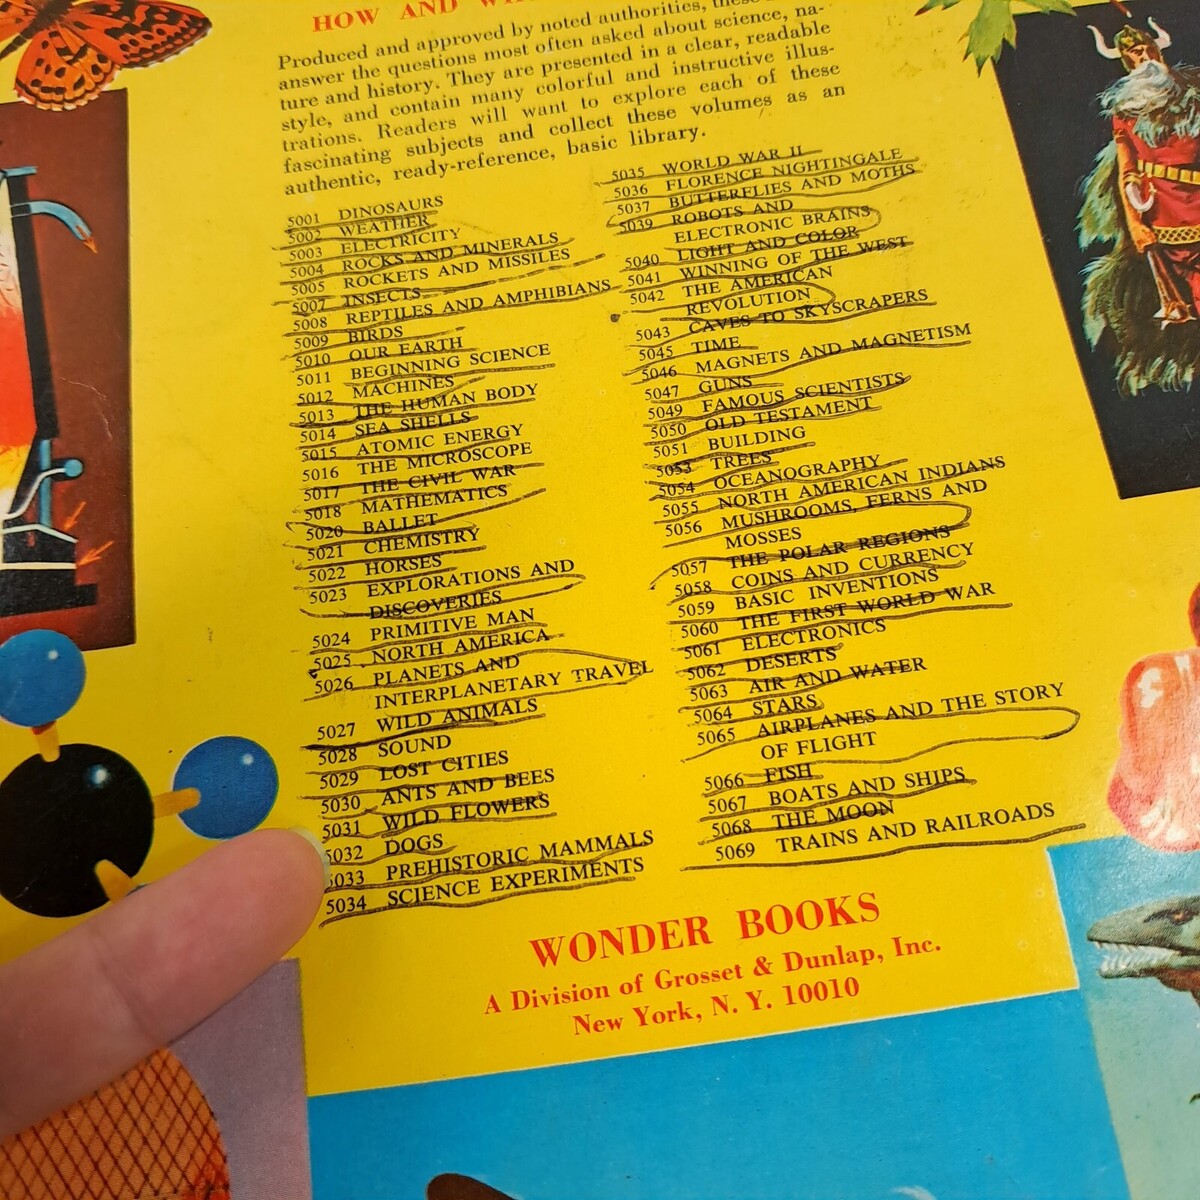 HOW AND
Produced and approved by noted authorities, these
answer the questions most often asked about science, na-
ture and history. They are presented in a clear, readable
style, and contain many colorful and instructive illus-
trations. Readers will want to explore each of these
fascinating subjects and collect these volumes as an
authentic, ready-reference, basic library.
5001 DINOSAURS
5002 WEATHER
5003 ELECTRICITY
5004 ROCKS AND MINERALS
5005 ROCKETS AND MISSILES
5007 INSECTS
5008 REPTILES AND AMPHIBIANS
5009 BIRDS
5010 OUR EARTH
5011 BEGINNING SCIENCE
5012 MACHINES
5013 THE HUMAN BODY
5014 SEA SHELLS
5015 ATOMIC ENERGY
5016 THE MICROSCOPE
5017 THE CIVIL WAR
5018 MATHEMATICS
5020 BALLET
5021 CHEMISTRY
5022 HORSES
5023 EXPLORATIONS AND
DISCOVERIES
5024 PRIMITIVE MAN
5025 NORTH AMERICA
5026 PLANETS AND
INTERPLANETARY TRAVEL
5027 WILD ANIMALS
5028 SOUND
5029 LOST CITIES
5030 ANTS AND BEES
5031 WILD FLOWERS
5032 DOGS
5033 PREHISTORIC MAMMALS
5034 SCIENCE EXPERIMENTS
5035 WORLD WAR II
5036 FLORENCE NIGHTINGALE
5037 BUTTERFLIES AND MOTHS
5039 ROBOTS AND
ELECTRONIC BRAINS
5040 LIGHT AND COLOR
5041 WINNING OF THE WEST
5042 THE AMERICAN
REVOLUTION
5043 CAVES TO SKYSCRAPERS
5045 TIME
5046 MAGNETS AND MAGNETISM
5047 GUNS
5049 FAMOUS SCIENTISTS
5050 OLD TESTAMENT
5051 BUILDING
5053 TREES
5054 OCEANOGRAPHY
5055 NORTH AMERICAN INDIANS
5056 MUSHROOMS, FERNS AND
MOSSES
5057 THE POLAR REGIONS
5058 COINS AND CURRENCY
5059 BASIC INVENTIONS
5060 THE FIRST WORLD WAR
5061 ELECTRONICS
5062 DESERTS
5063 AIR AND WATER
5064 STARS
5065 AIRPLANES AND THE STORY
OF FLIGHT
5066 FISH
5067 BOATS AND SHIPS
5068 THE MOON
5069 TRAINS AND RAILROADS
WONDER BOOKS
A Division of Grosset & Dunlap, Inc.
New York, N. Y. 10010